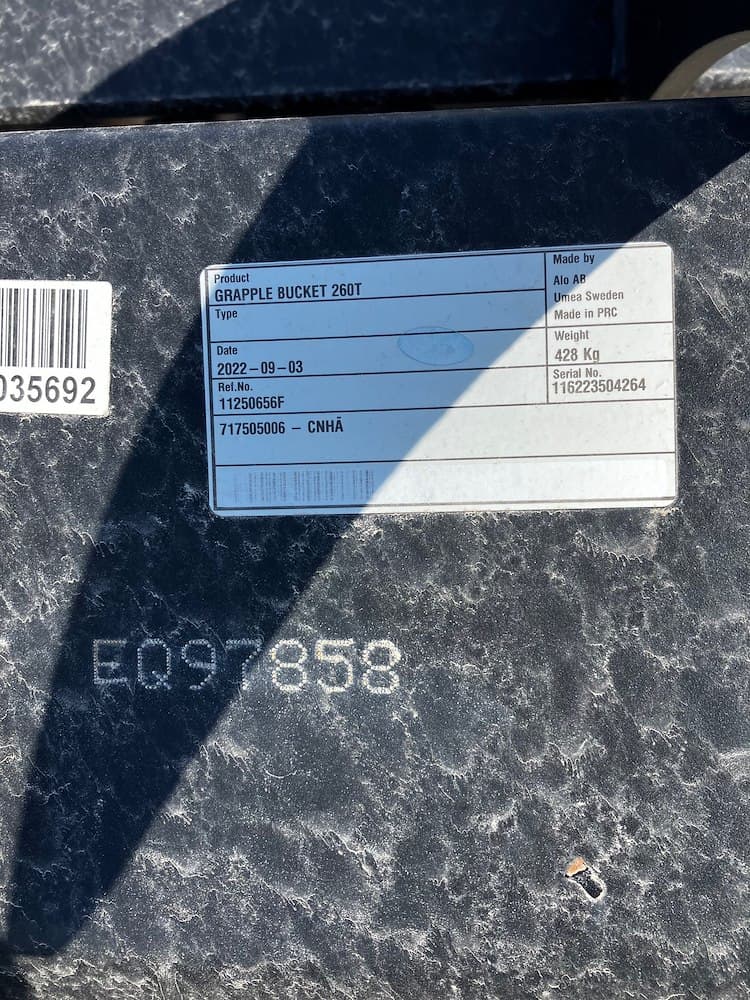 Product
GRAPPLE BUCKET 260T
Type
Date
2022-09-03
Ref.No.
11250656F
717505006 - CNHÃ
Made by
Alo AB
Umea Sweden
Made in PRC
Weight
428 Kg
Serial No.
116223504264
035692
EQ97858